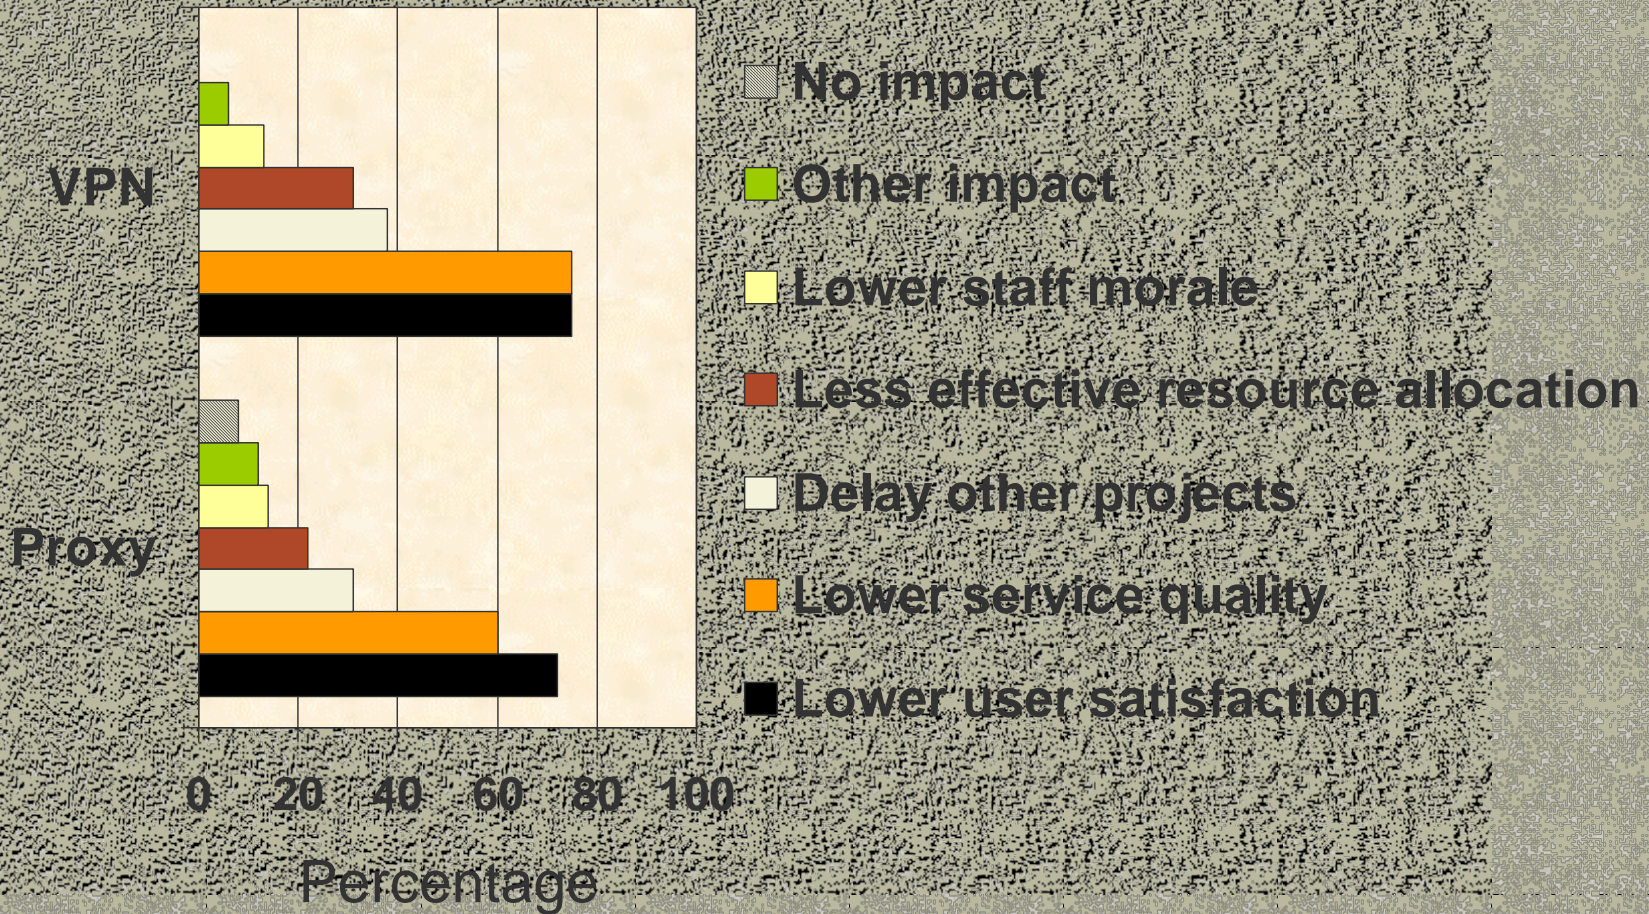 VPN
Proxy
0 20 40 60 80 100
Percentage
No impact
Other impact
Lower staff morale
Less effective resource allocation
Delay other projects
Lower service quality
Lower user satisfaction